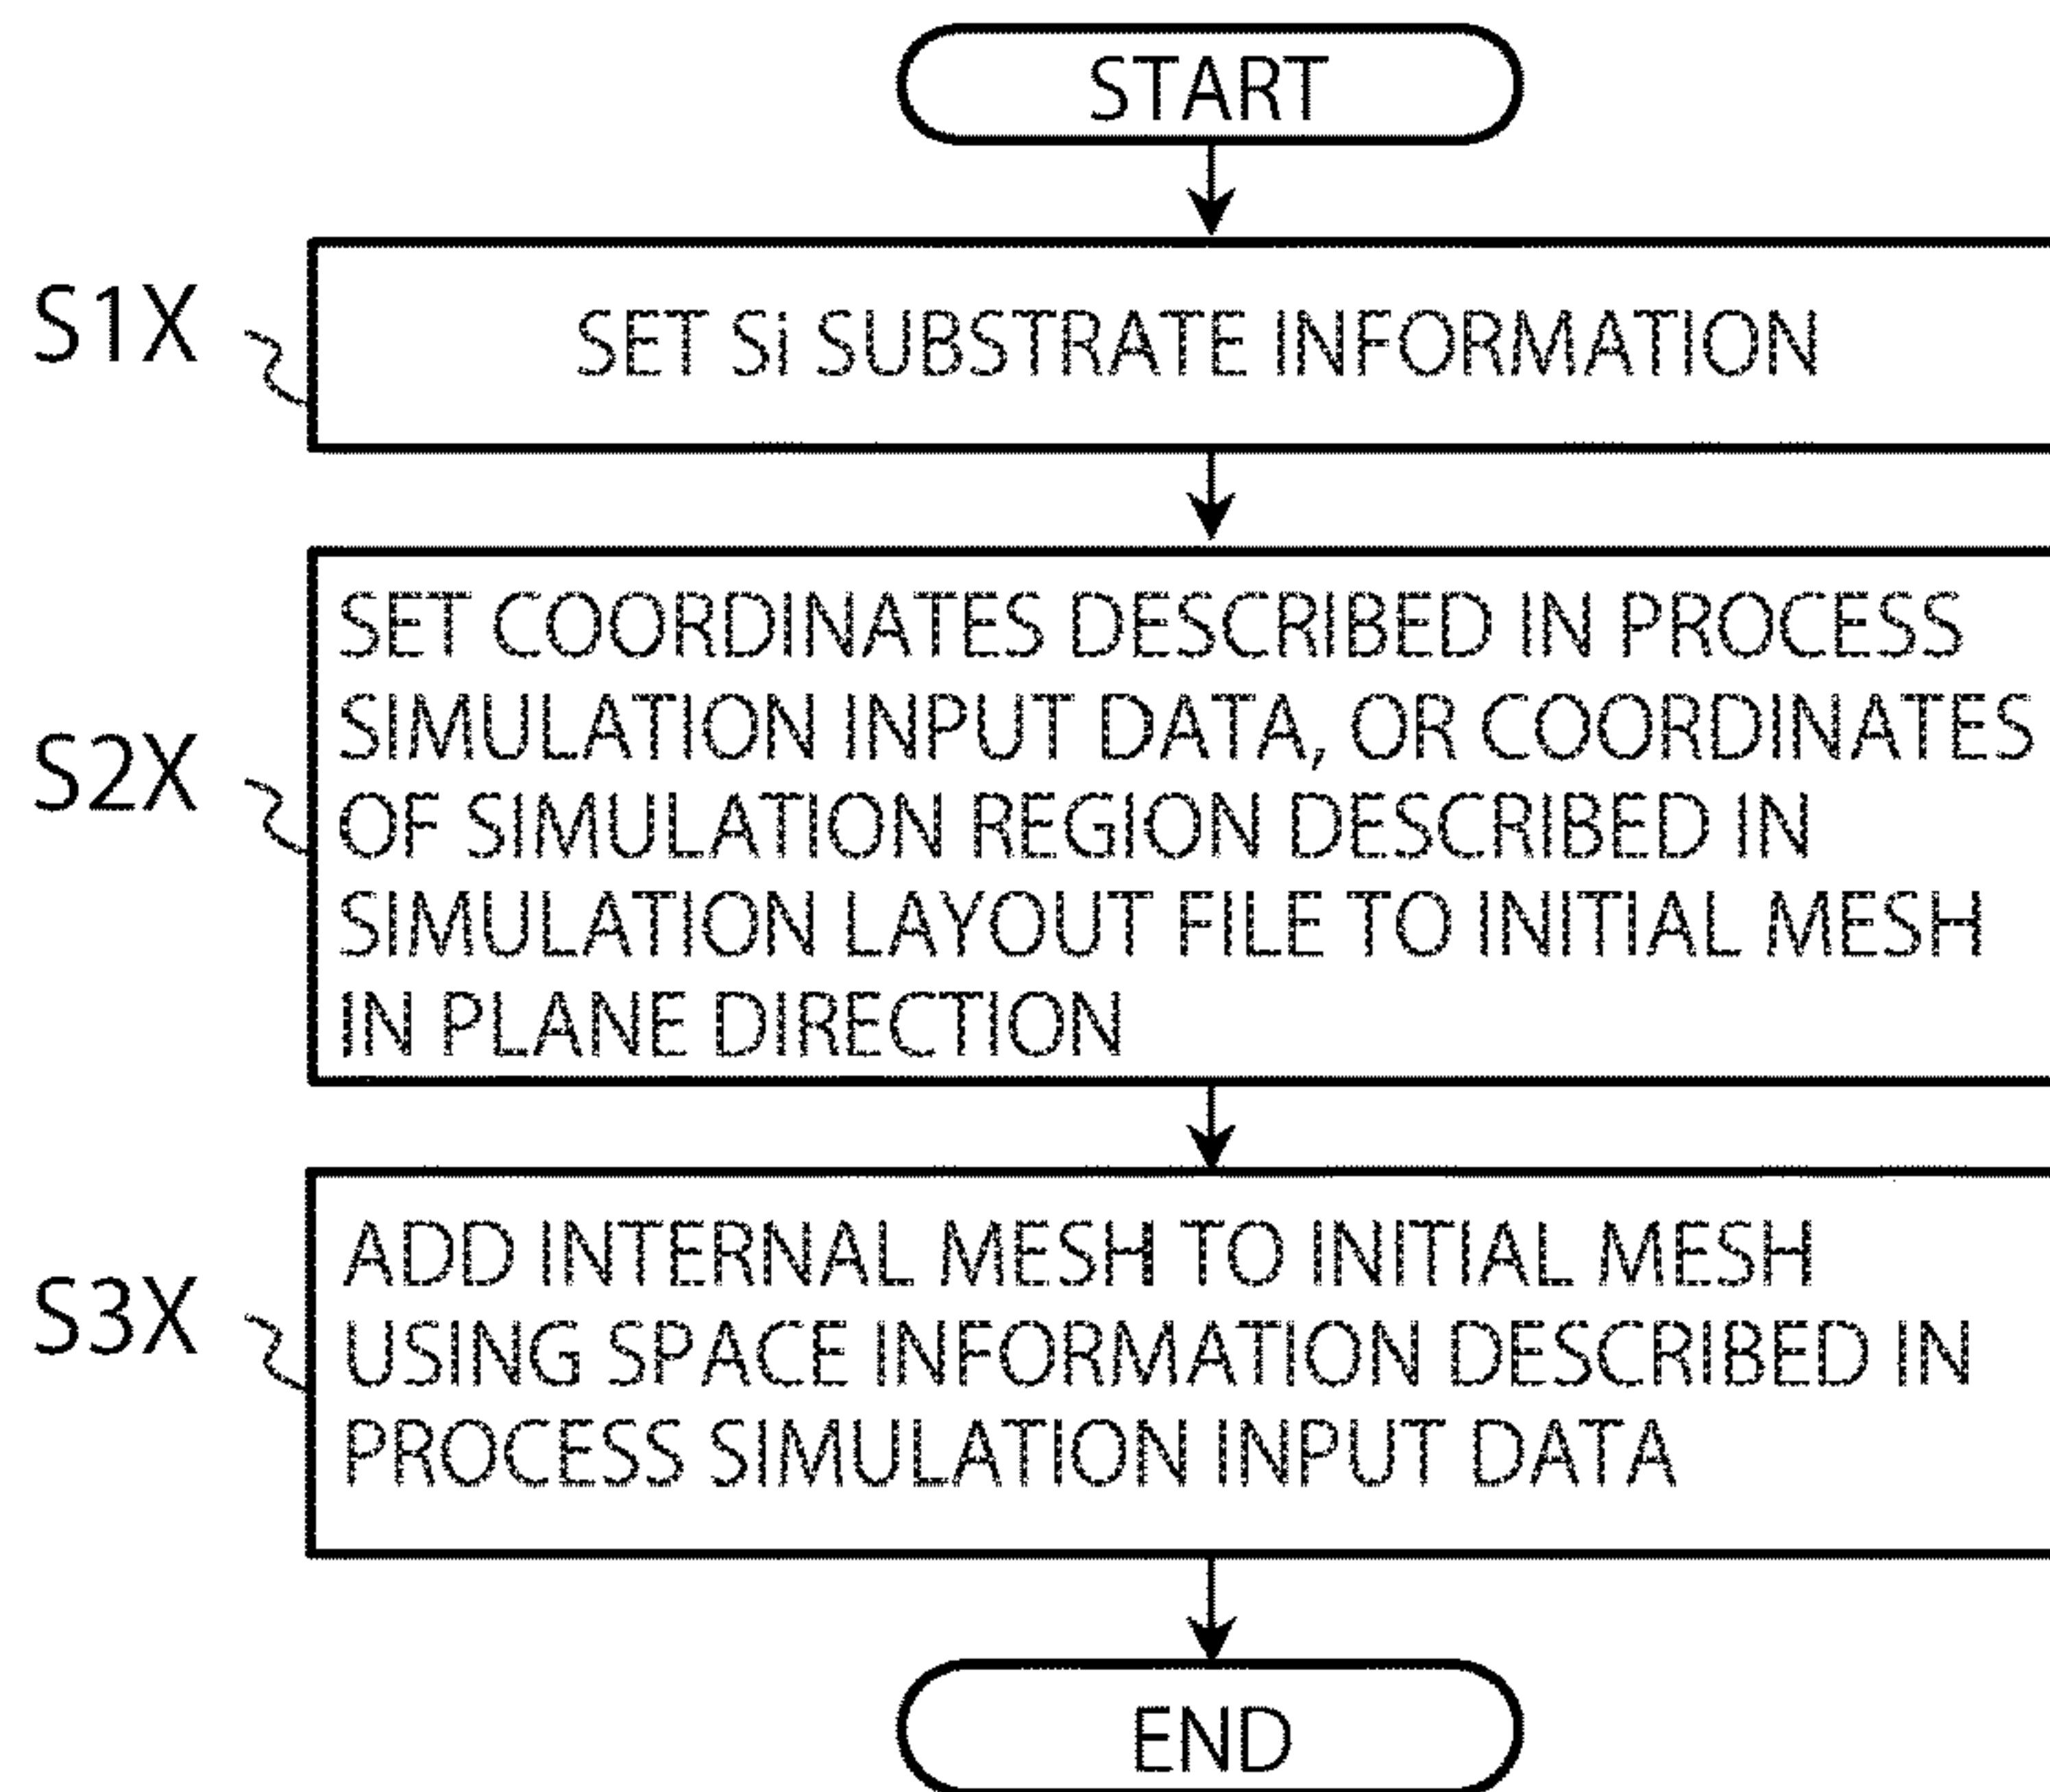 START
S1X
SET Si SUBSTRATE INFORMATION
S2X
SET COORDINATES DESCRIBED IN PROCESS
SIMULATION INPUT DATA, OR COORDINATES
OF SIMULATION REGION DESCRIBED IN
SIMULATION LAYOUT FILE TO INITIAL MESH
IN PLANE DIRECTION
S3X
ADD INTERNAL MESH TO INITIAL MESH
USING SPACE INFORMATION DESCRIBED IN
PROCESS SIMULATION INPUT DATA
END